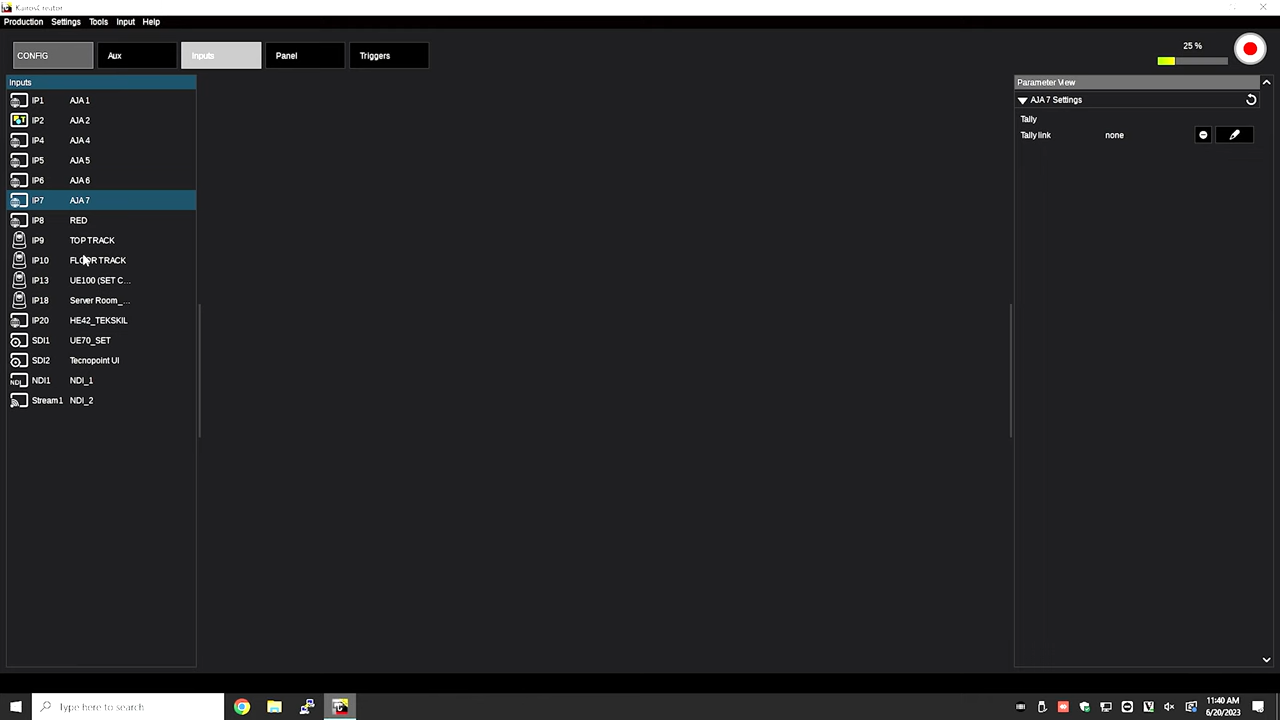 KairosCreator
Production Settings Tools Input Help
CONFIG Aux Inputs Panel Triggers
25 %
Inputs
IP1 AJA 1
IP2 AJA 2
IP4 AJA 4
IP5 AJA 5
IP6 AJA 6
IP7 AJA 7
IP8 RED
IP9 TOP TRACK
IP10 FLOOR TRACK
IP13 UE100 (SET C...
IP18 Server Room_...
IP20 HE42_TEKSKIL
SDI1 UE70_SET
SDI2 Tecnopoint UI
NDI NDI1 NDI_1
Stream1 NDI_2
Parameter View
AJA 7 Settings
Tally
Tally link none
Type here to search
11:40 AM
6/20/2023